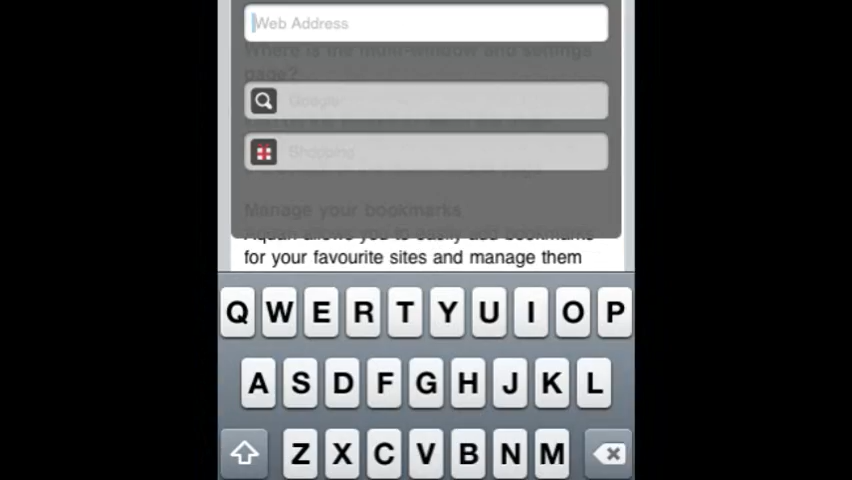 Web Address
Where is the multi-window and settings
page?
Google
Shopping
Manage your bookmarks
Aquari allows you to easily add bookmarks
for your favourite sites and manage them
Q W E R T Y U I O P
A S D F G H J K L
Z X C V B N M